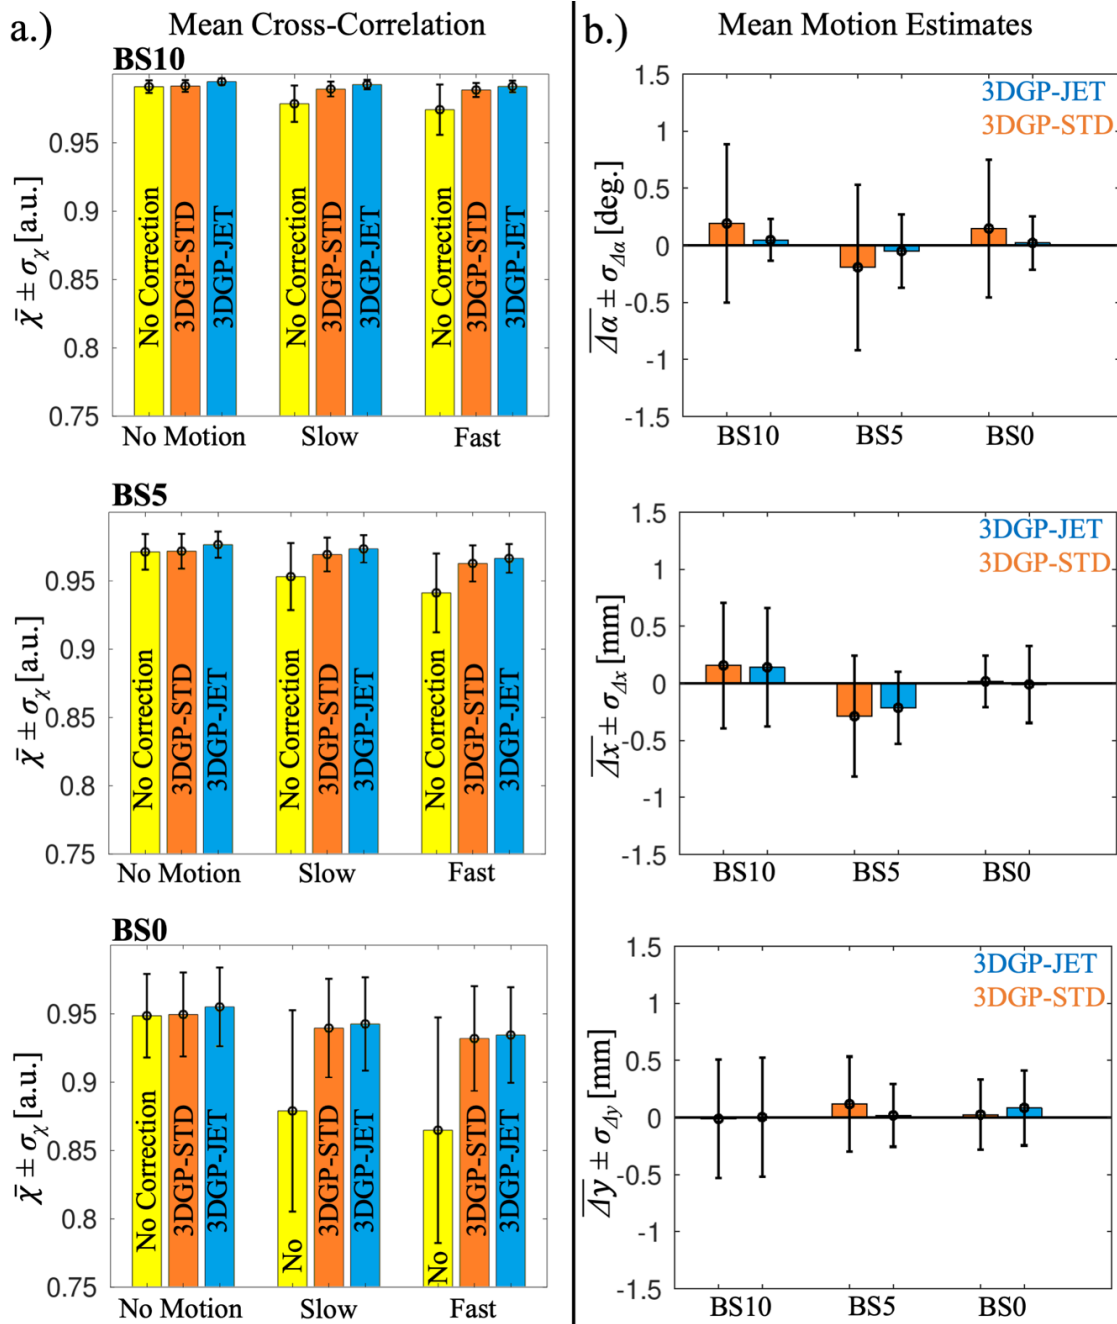 a.)
Mean Cross-Correlation
BS10
χ̄ ± σχ [a.u.]
0.95
0.9
0.85
0.8
0.75
No Correction
3DGP-STD
3DGP-JET
No Correction
3DGP-STD
3DGP-JET
No Correction
3DGP-STD
3DGP-JET
No Motion
Slow
Fast
BS5
χ̄ ± σχ [a.u.]
0.95
0.9
0.85
0.8
0.75
No Correction
3DGP-STD
3DGP-JET
No Correction
3DGP-STD
3DGP-JET
No Correction
3DGP-STD
3DGP-JET
No Motion
Slow
Fast
BS0
χ̄ ± σχ [a.u.]
0.95
0.9
0.85
0.8
0.75
No Correction
3DGP-STD
3DGP-JET
No
3DGP-STD
3DGP-JET
No
3DGP-STD
3DGP-JET
No Motion
Slow
Fast
b.)
Mean Motion Estimates
Δα ± σΔα [deg.]
1.5
1
0.5
0
-0.5
-1
-1.5
3DGP-JET
3DGP-STD
BS10
BS5
BS0
Δx ± σΔx [mm]
1.5
1
0.5
0
-0.5
-1
-1.5
3DGP-JET
3DGP-STD
BS10
BS5
BS0
Δy ± σΔy [mm]
1.5
1
0.5
0
-0.5
-1
-1.5
3DGP-JET
3DGP-STD
BS10
BS5
BS0